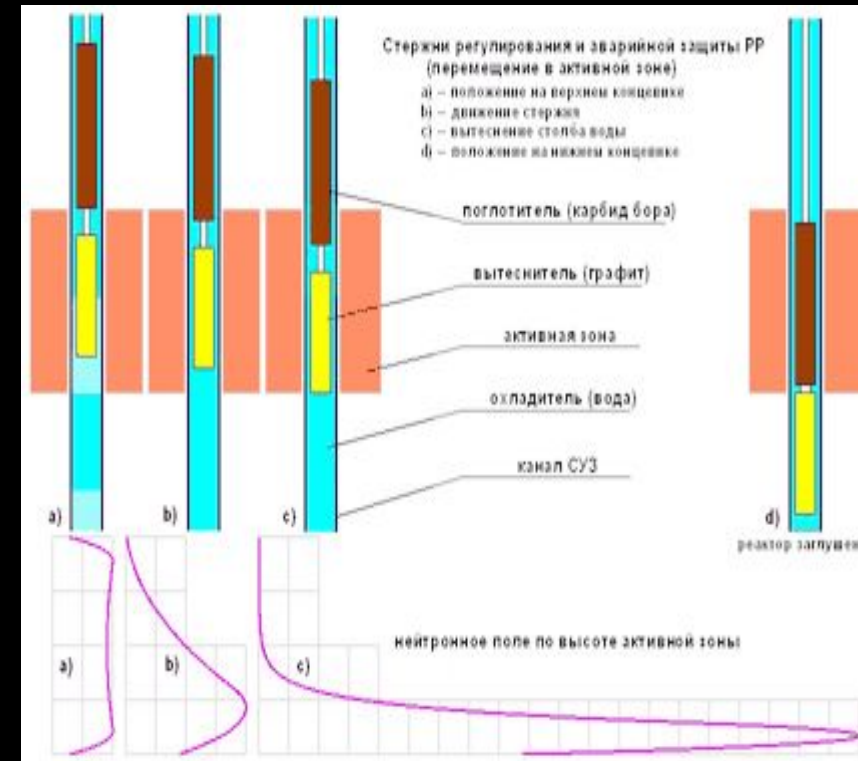 Стержни регулирования и аварийной защиты РР
(перемещение в активной зоне)
a) – положение на верхнем концевике
b) – движение стержня
c) – вытеснение столба воды
d) – положение на нижнем концевике
поглотитель (карбид бора)
вытеснитель (графит)
активная зона
охладитель (вода)
канал СУЗ
a)
b)
c)
d)
реактор заглушен
нейтронное поле по высоте активной зоны
a)
b)
c)